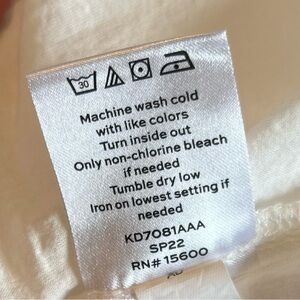 30
Machine wash cold
with like colors
Turn inside out
Only non-chlorine bleach
if needed
Tumble dry low
Iron on lowest setting if
needed
KD7081AAA
SP22
RN# 15600